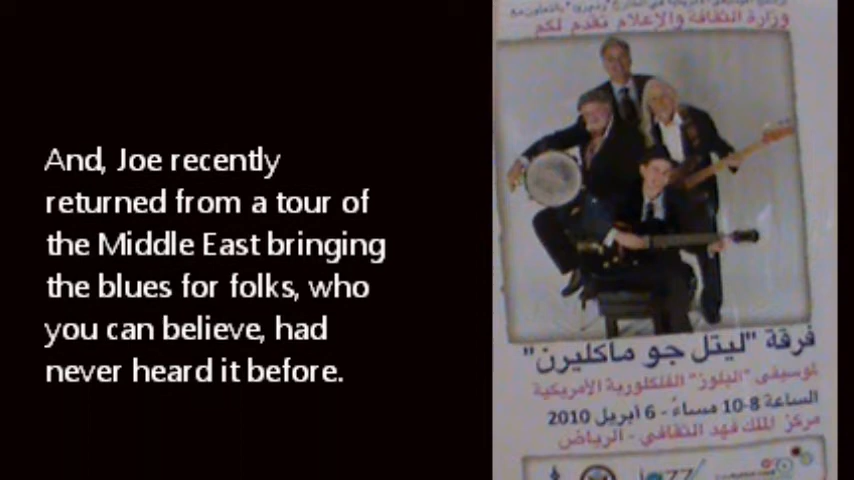 And, Joe recently
returned from a tour of
the Middle East bringing
the blues for folks, who
you can believe, had
never heard it before.
وزارة الثقافة والإعلام تقدم لكم
فرقة "ليتل جو ماكليرن"
لموسيقى "البلوز" الفلكلورية الأمريكية
الساعة 8-10 مساءً - 6 أبريل 2010
مركز الملك فهد الثقافي - الرياض